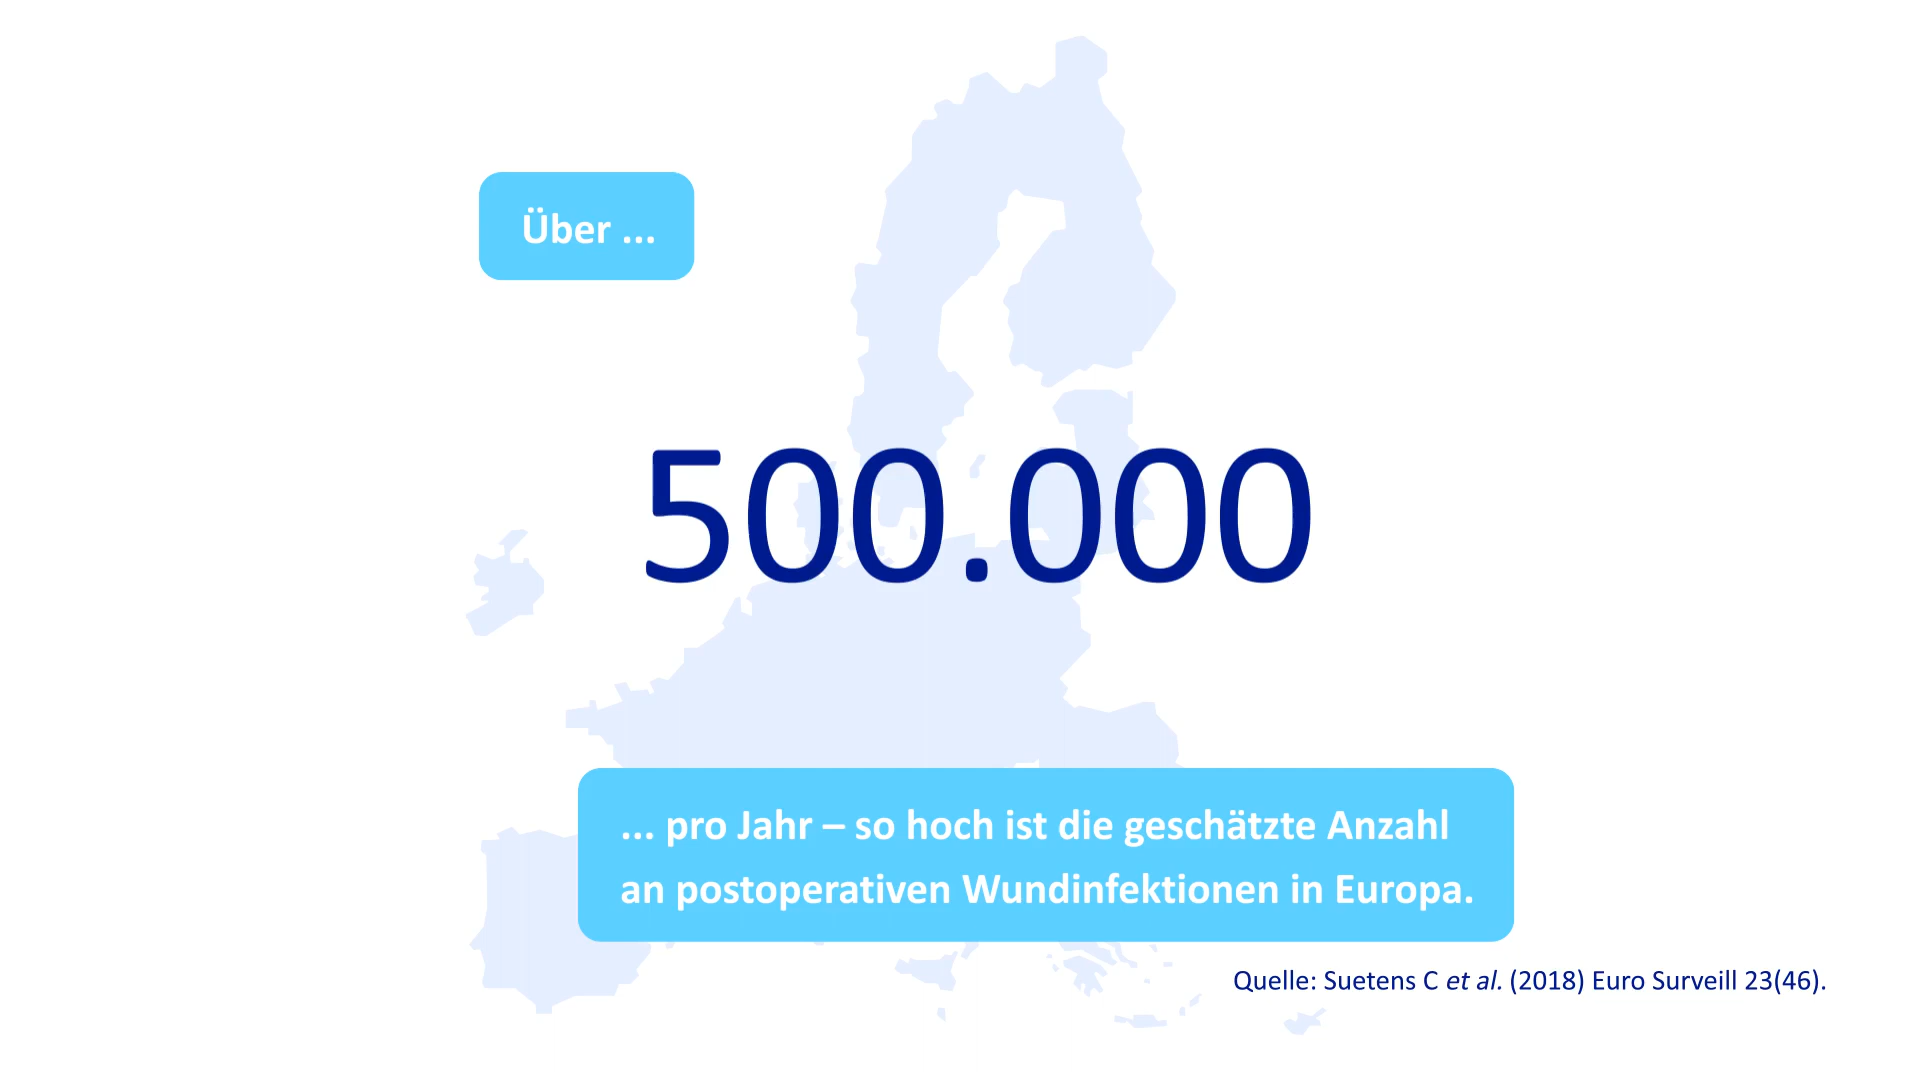 Über ...
500.000
... pro Jahr – so hoch ist die geschätzte Anzahl
an postoperativen Wundinfektionen in Europa.
Quelle: Suetens C et al. (2018) Euro Surveill 23(46).